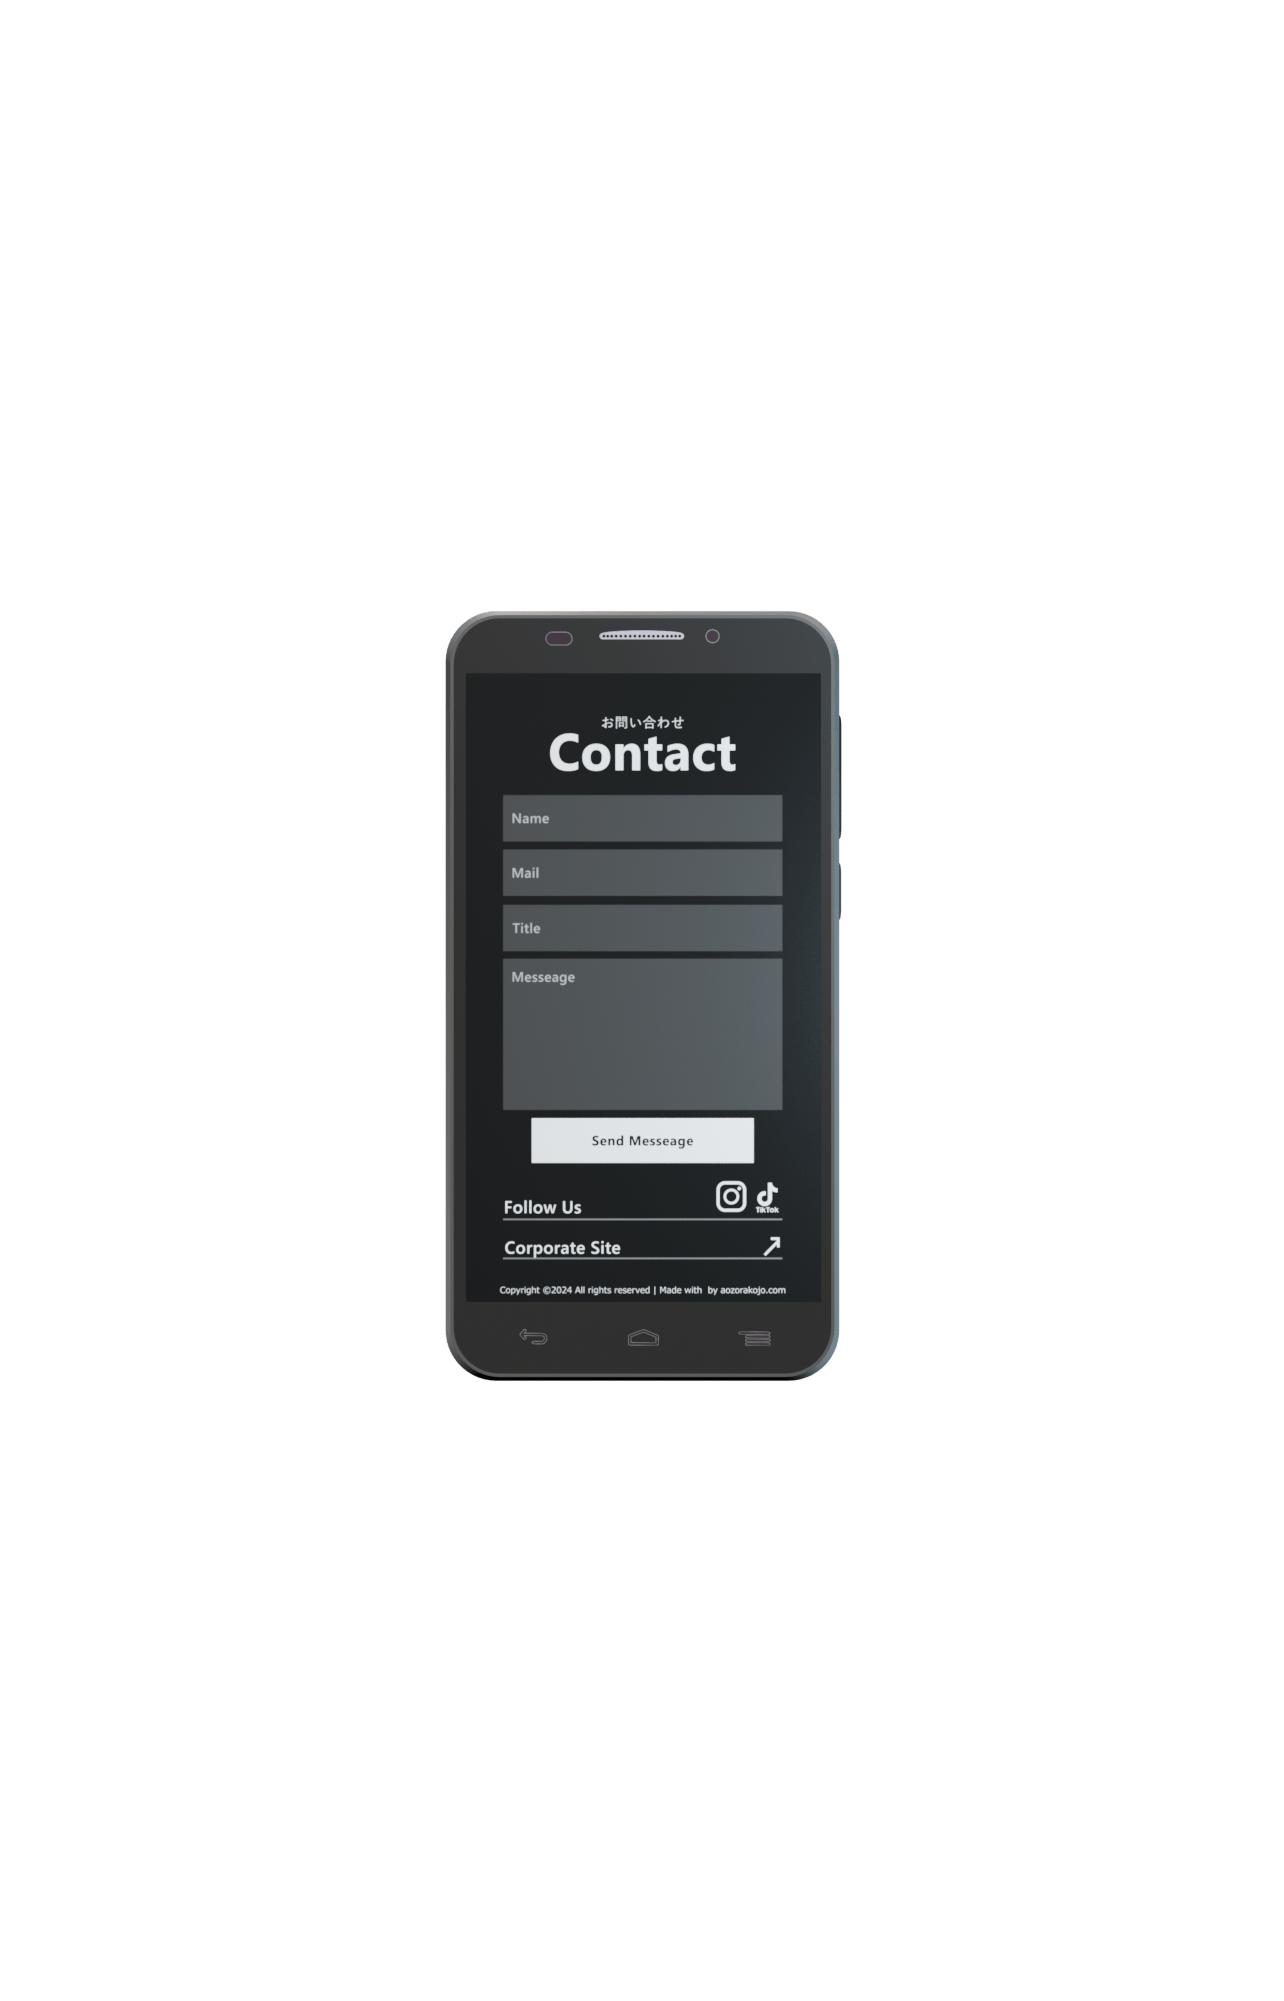 お問い合わせ
Contact
Name
Mail
Title
Messeage
Send Messeage
TikTok
Follow Us
Corporate Site
Copyright ©2024 All rights reserved | Made with by aozorakojo.com